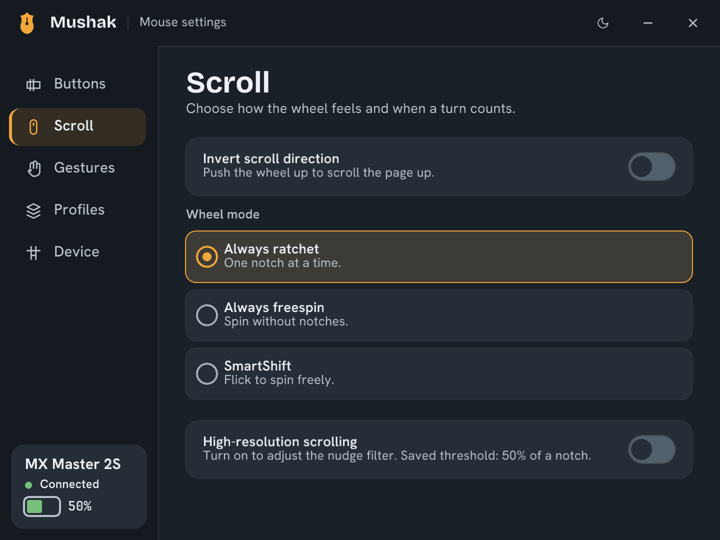 Mushak
Mouse settings
Buttons
Scroll
Gestures
Profiles
Device
MX Master 2S
Connected
50%
Scroll
Choose how the wheel feels and when a turn counts.
Invert scroll direction
Push the wheel up to scroll the page up.
Wheel mode
Always ratchet
One notch at a time.
Always freespin
Spin without notches.
SmartShift
Flick to spin freely.
High-resolution scrolling
Turn on to adjust the nudge filter. Saved threshold: 50% of a notch.